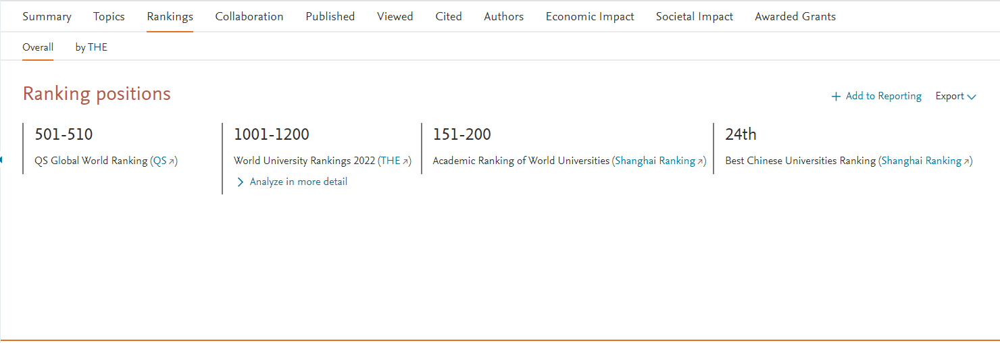 Summary Topics Rankings Collaboration Published Viewed Cited Authors Economic Impact Societal Impact Awarded Grants
Overall by THE
Ranking positions
+ Add to Reporting Export
501-510
QS Global World Ranking (QS↗)
1001-1200
World University Rankings 2022 (THE↗)
Analyze in more detail
151-200
Academic Ranking of World Universities (Shanghai Ranking↗)
24th
Best Chinese Universities Ranking (Shanghai Ranking↗)